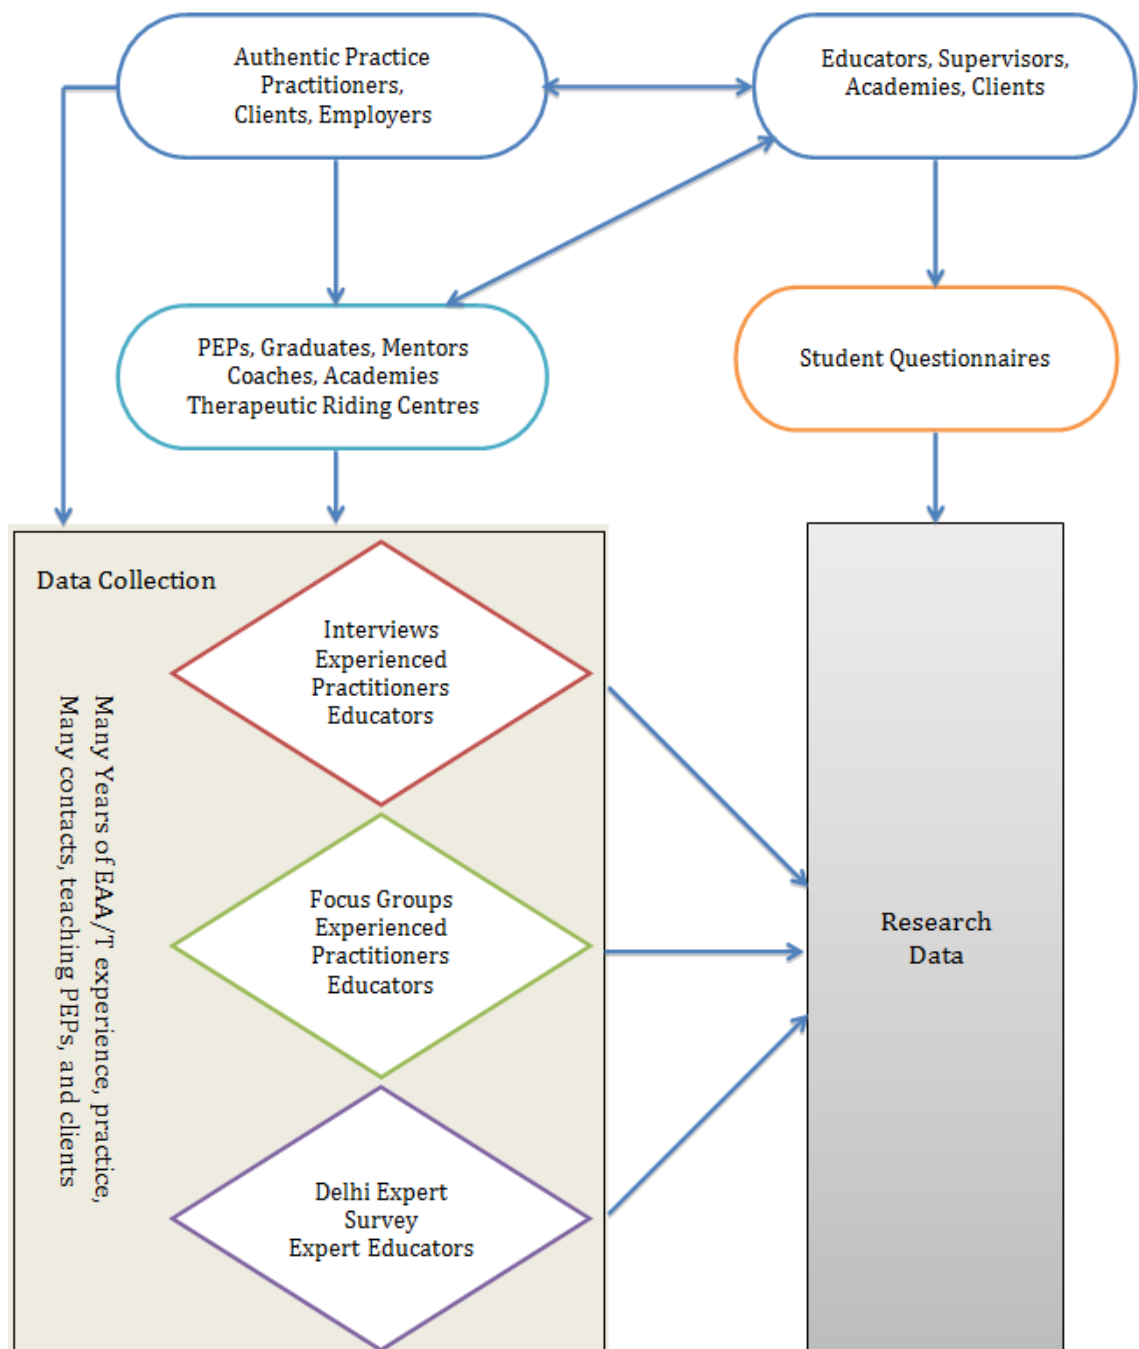 Authentic Practice
Practitioners,
Clients, Employers
Educators, Supervisors,
Academies, Clients
PEPs, Graduates, Mentors
Coaches, Academies
Therapeutic Riding Centres
Student Questionnaires
Data Collection
Many Years of EAA/T experience, practice,
Many contacts, teaching PEPs, and clients
Interviews
Experienced
Practitioners
Educators
Focus Groups
Experienced
Practitioners
Educators
Delhi Expert
Survey
Expert Educators
Research
Data